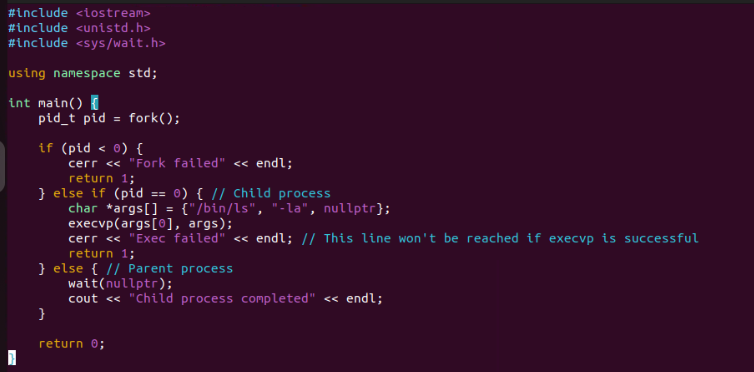 #include <iostream>
#include <unistd.h>
#include <sys/wait.h>

using namespace std;

int main() {
    pid_t pid = fork();

    if (pid < 0) {
        cerr << "Fork failed" << endl;
        return 1;
    } else if (pid == 0) { // Child process
        char *args[] = {"/bin/ls", "-la", nullptr};
        execvp(args[0], args);
        cerr << "Exec failed" << endl; // This line won't be reached if execvp is successful
        return 1;
    } else { // Parent process
        wait(nullptr);
        cout << "Child process completed" << endl;
    }

    return 0;
}